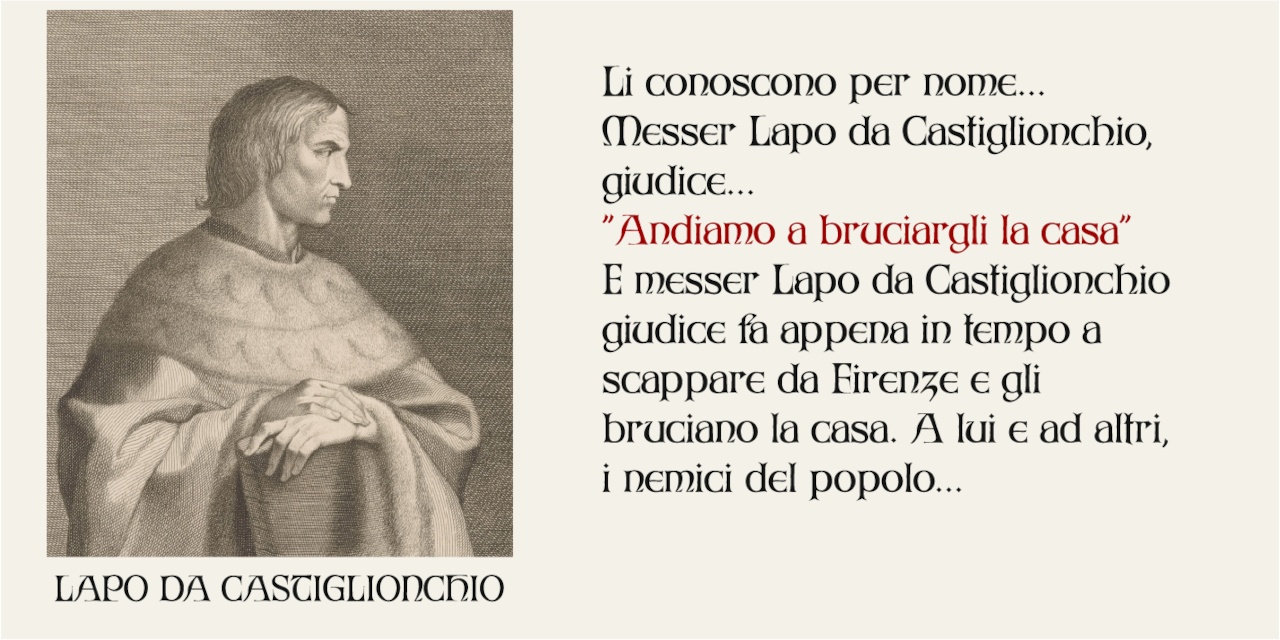 Li conoscono per nome...
Messer Lapo da Castiglionchio,
giudice...
"Andiamo a bruciargli la casa"
E messer Lapo da Castiglionchio
giudice fa appena in tempo a
scappare da Firenze e gli
bruciano la casa. A lui e ad altri,
i nemici del popolo...
LAPO DA CASTIGLIONCHIO